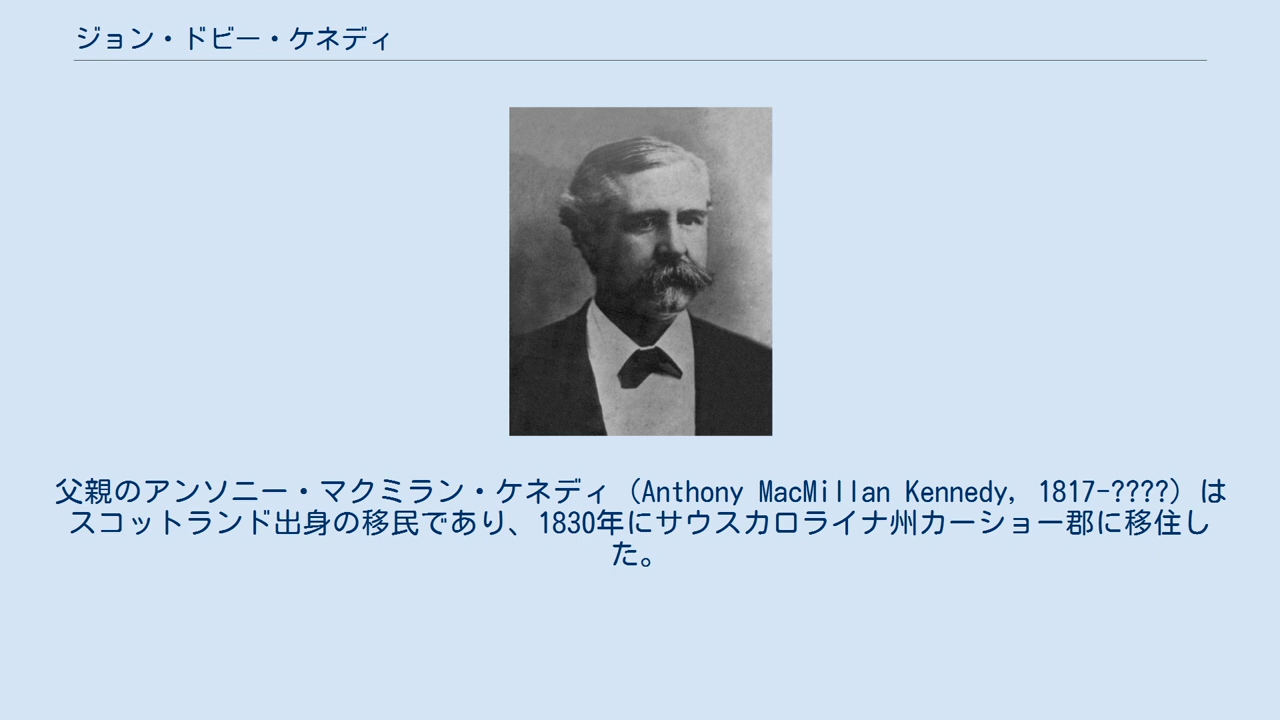 ジョン・ドビー・ケネディ
父親のアンソニー・マクミラン・ケネディ（Anthony MacMillan Kennedy, 1817-????）は
スコットランド出身の移民であり、1830年にサウスカロライナ州カーショー郡に移住し
た。